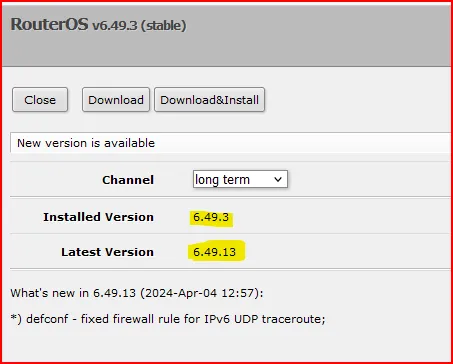 RouterOS v6.49.3 (stable)
Close Download Download&Install
New version is available
Channel long term
Installed Version 6.49.3
Latest Version 6.49.13
What's new in 6.49.13 (2024-Apr-04 12:57):
*) defconf - fixed firewall rule for IPv6 UDP traceroute;